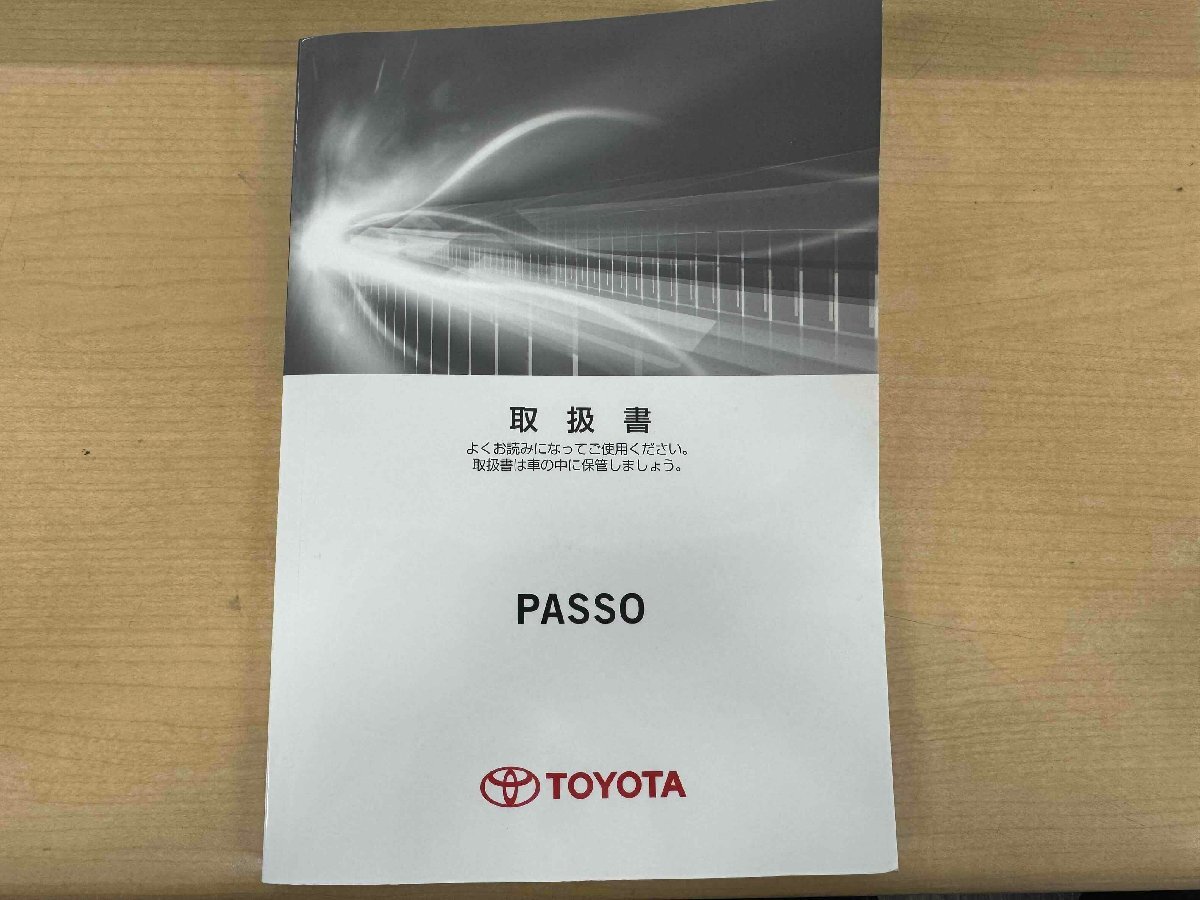 取扱書
よくお読みになってご使用ください。
取扱書は車の中に保管しましょう。
PASSO
TOYOTA